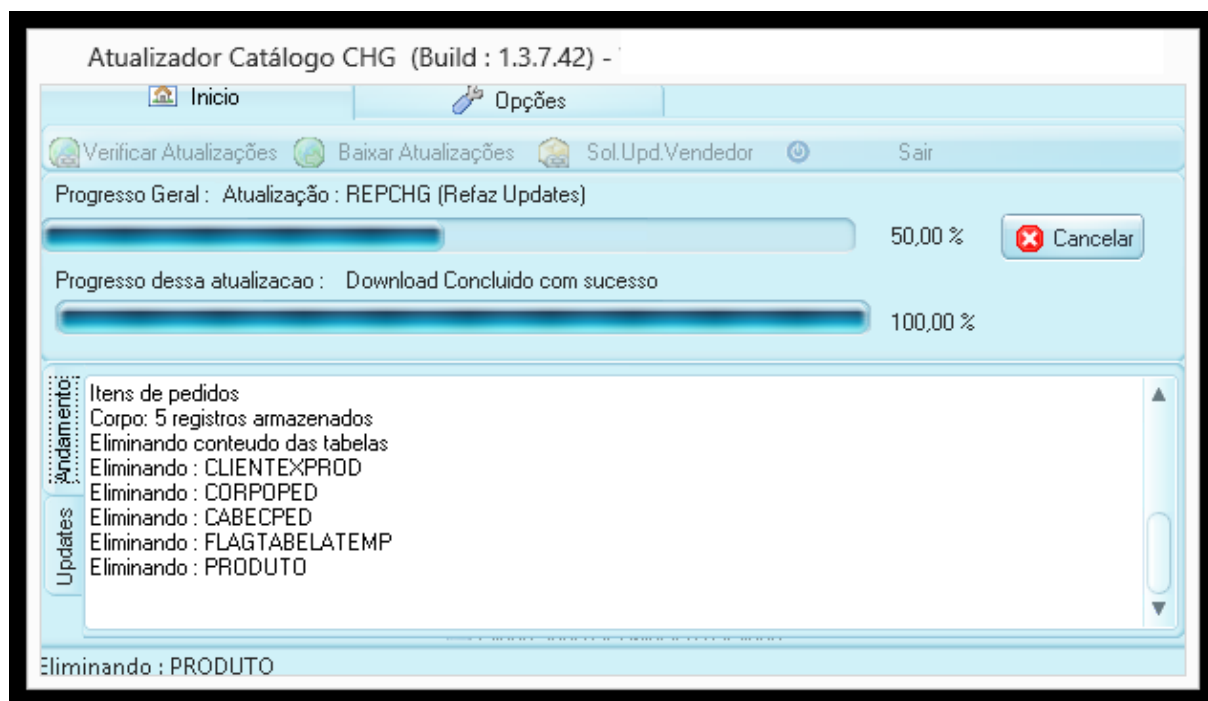 Atualizador Catálogo CHG (Build : 1.3.7.42) -
Inicio Opções
Verificar Atualizações Baixar Atualizações Sol.Upd.Vendedor Sair
Progresso Geral : Atualização : REPCHG (Refaz Updates)
50,00 % Cancelar
Progresso dessa atualizacao : Download Concluido com sucesso
100,00 %
Andamento
Updates
Itens de pedidos
Corpo: 5 registros armazenados
Eliminando conteudo das tabelas
Eliminando : CLIENTEXPROD
Eliminando : CORPOPED
Eliminando : CABECPED
Eliminando : FLAGTABELATEMP
Eliminando : PRODUTO
Eliminando : PRODUTO